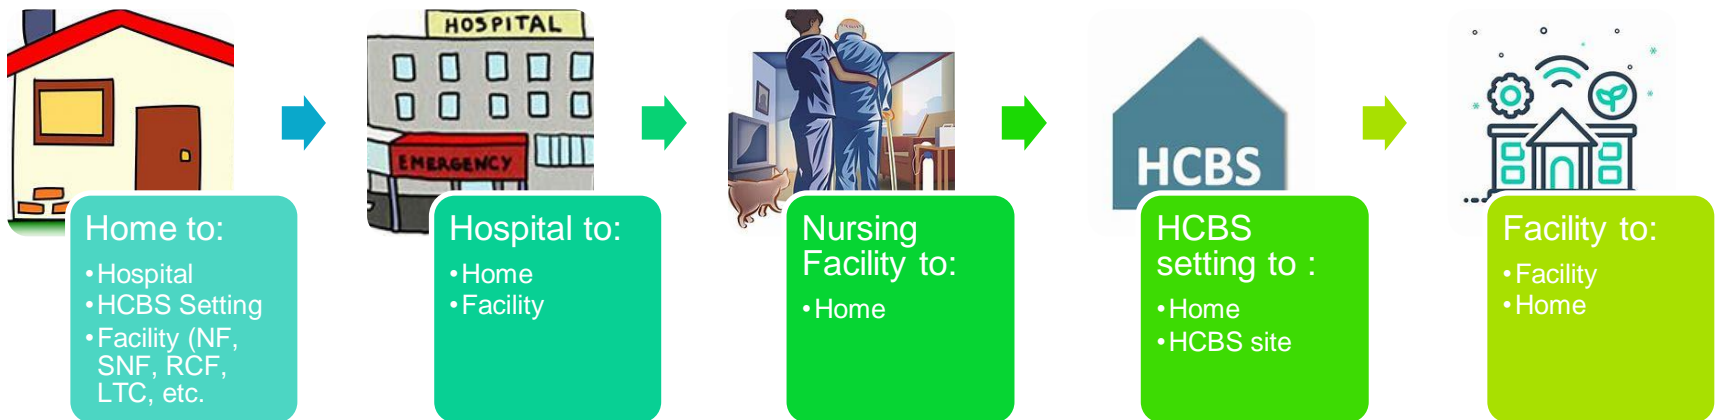 HOSPITAL
EMERGENCY
HCBS
Home to:
•Hospital
•HCBS Setting
•Facility (NF,
SNF, RCF,
LTC, etc.
Hospital to:
•Home
•Facility
Nursing
Facility to:
•Home
HCBS
setting to :
•Home
•HCBS site
Facility to:
•Facility
•Home